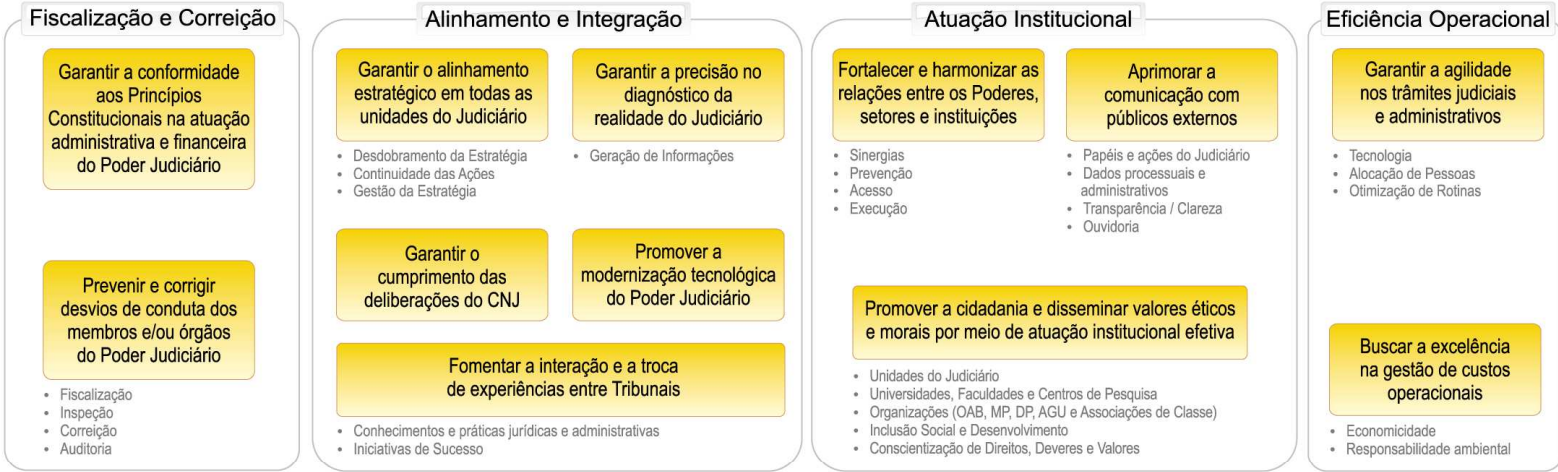 Fiscalização e Correição
Garantir a conformidade
aos Princípios
Constitucionais na atuação
administrativa e financeira
do Poder Judiciário
Prevenir e corrigir
desvios de conduta dos
membros e/ou órgãos
do Poder Judiciário
• Fiscalização
• Inspeção
• Correição
• Auditoria
Alinhamento e Integração
Garantir o alinhamento
estratégico em todas as
unidades do Judiciário
• Desdobramento da Estratégia
• Continuidade das Ações
• Gestão da Estratégia
Garantir a precisão no
diagnóstico da
realidade do Judiciário
• Geração de Informações
Garantir o
cumprimento das
deliberações do CNJ
Promover a
modernização tecnológica
do Poder Judiciário
Fomentar a interação e a troca
de experiências entre Tribunais
• Conhecimentos e práticas jurídicas e administrativas
• Iniciativas de Sucesso
Atuação Institucional
Fortalecer e harmonizar as
relações entre os Poderes,
setores e instituições
• Sinergias
• Prevenção
• Acesso
• Execução
Aprimorar a
comunicação com
públicos externos
• Papéis e ações do Judiciário
• Dados processuais e
administrativos
• Transparência / Clareza
• Ouvidoria
Promover a cidadania e disseminar valores éticos
e morais por meio de atuação institucional efetiva
• Unidades do Judiciário
• Universidades, Faculdades e Centros de Pesquisa
• Organizações (OAB, MP, DP, AGU e Associações de Classe)
• Inclusão Social e Desenvolvimento
• Conscientização de Direitos, Deveres e Valores
Eficiência Operacional
Garantir a agilidade
nos trâmites judiciais
e administrativos
• Tecnologia
• Alocação de Pessoas
• Otimização de Rotinas
Buscar a excelência
na gestão de custos
operacionais
• Economicidade
• Responsabilidade ambiental